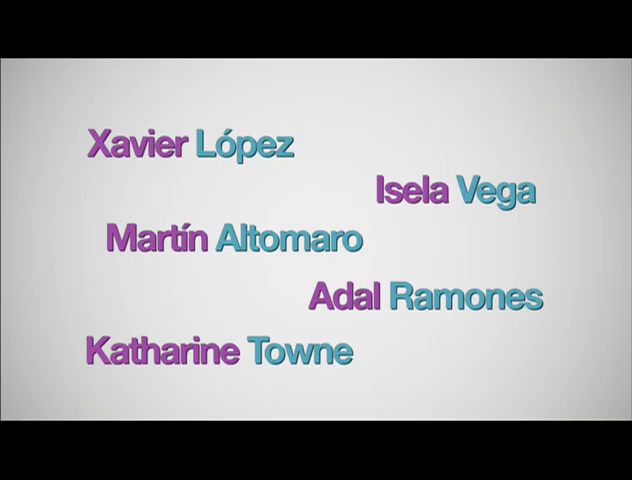 Xavier López
Isela Vega
Martín Altomaro
Adal Ramones
Katharine Towne